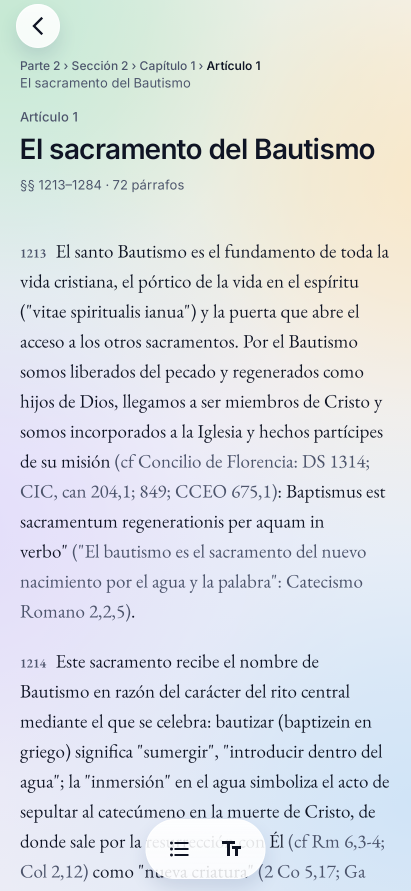 Parte 2 › Sección 2 › Capítulo 1 › Artículo 1
El sacramento del Bautismo
Artículo 1
El sacramento del Bautismo
§§ 1213–1284 · 72 párrafos
1213 El santo Bautismo es el fundamento de toda la
vida cristiana, el pórtico de la vida en el espíritu
("vitae spiritualis ianua") y la puerta que abre el
acceso a los otros sacramentos. Por el Bautismo
somos liberados del pecado y regenerados como
hijos de Dios, llegamos a ser miembros de Cristo y
somos incorporados a la Iglesia y hechos partícipes
de su misión (cf Concilio de Florencia: DS 1314;
CIC, can 204,1; 849; CCEO 675,1): Baptismus est
sacramentum regenerationis per aquam in
verbo" ("El bautismo es el sacramento del nuevo
nacimiento por el agua y la palabra": Catecismo
Romano 2,2,5).
1214 Este sacramento recibe el nombre de
Bautismo en razón del carácter del rito central
mediante el que se celebra: bautizar (baptizein en
griego) significa "sumergir", "introducir dentro del
agua"; la "inmersión" en el agua simboliza el acto de
sepultar al catecúmeno en la muerte de Cristo, de
donde sale por la resurrección con Él (cf Rm 6,3-4;
Col 2,12) como "nueva criatura" (2 Co 5,17; Ga